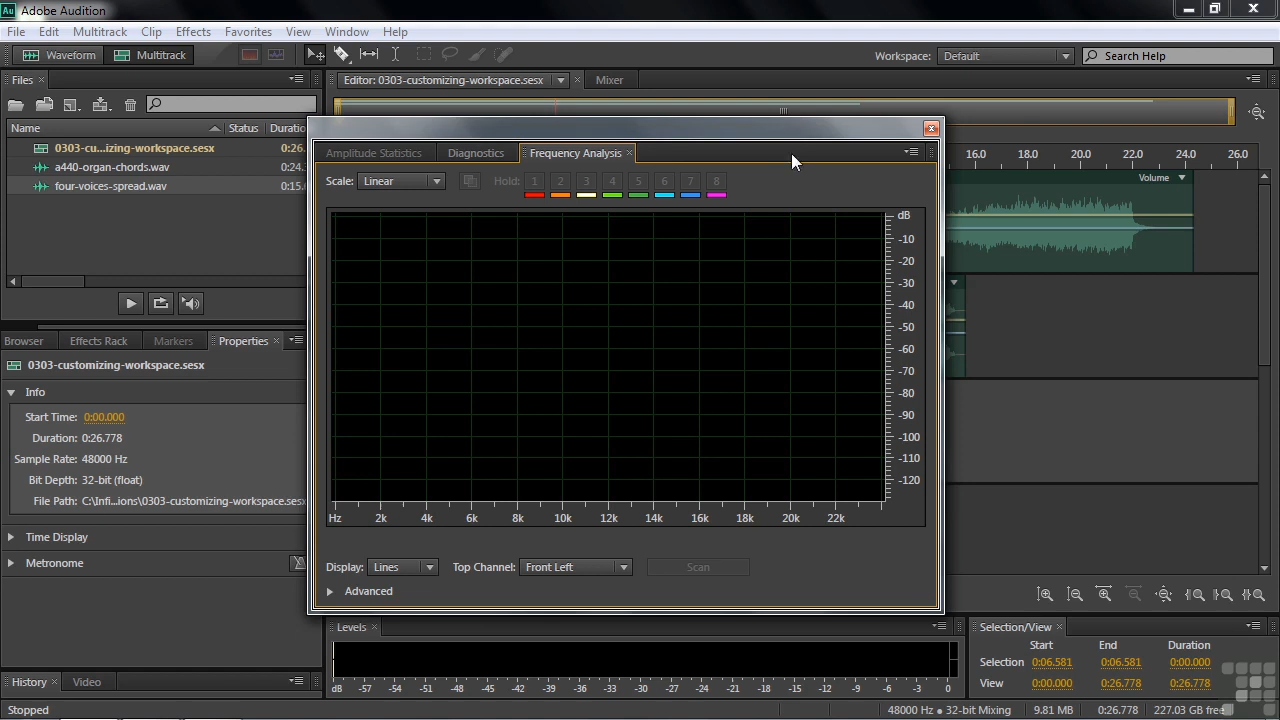 Au Adobe Audition
File Edit Multitrack Clip Effects Favorites View Window Help
Waveform Multitrack Workspace: Default Search Help
Files × Editor: 0303-customizing-workspace.sesx × Mixer
Name Status Duratio
0303-cu...izing-workspace.sesx 0:26.
a440-organ-chords.wav 0:24.
four-voices-spread.wav 0:15.
Amplitude Statistics Diagnostics Frequency Analysis ×
Scale: Linear Hold: 1 2 3 4 5 6 7 8
dB
-10
-20
-30
-40
-50
-60
-70
-80
-90
-100
-110
-120
Hz 2k 4k 6k 8k 10k 12k 14k 16k 18k 20k 22k
Display: Lines Top Channel: Front Left Scan
Advanced
16.0 18.0 20.0 22.0 24.0 26.0
Volume
Browser Effects Rack Markers Properties ×
0303-customizing-workspace.sesx
Info
Start Time: 0:00.000
Duration: 0:26.778
Sample Rate: 48000 Hz
Bit Depth: 32-bit (float)
File Path: C:\Infi...ions\0303-customizing-workspace.sesx
Time Display
Metronome
History × Video
Levels ×
dB -57 -54 -51 -48 -45 -42 -39 -36 -33 -30 -27 -24 -21 -18 -15 -12 -9 -6 -3 0
Selection/View ×
Start End Duration
Selection 0:06.581 0:06.581 0:00.000
View 0:00.000 0:26.778 0:26.778
Stopped 48000 Hz ● 32-bit Mixing 9.81 MB 0:26.778 227.03 GB free